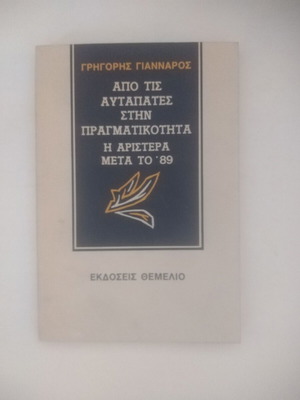 ΓΡΗΓΟΡΗΣ ΓΙΑΝΝΑΡΟΣ
ΑΠΟ ΤΙΣ
ΑΥΤΑΠΑΤΕΣ
ΣΤΗΝ
ΠΡΑΓΜΑΤΙΚΟΤΗΤΑ
Η ΑΡΙΣΤΕΡΑ
ΜΕΤΑ ΤΟ '89
ΕΚΔΟΣΕΙΣ ΘΕΜΕΛΙΟ